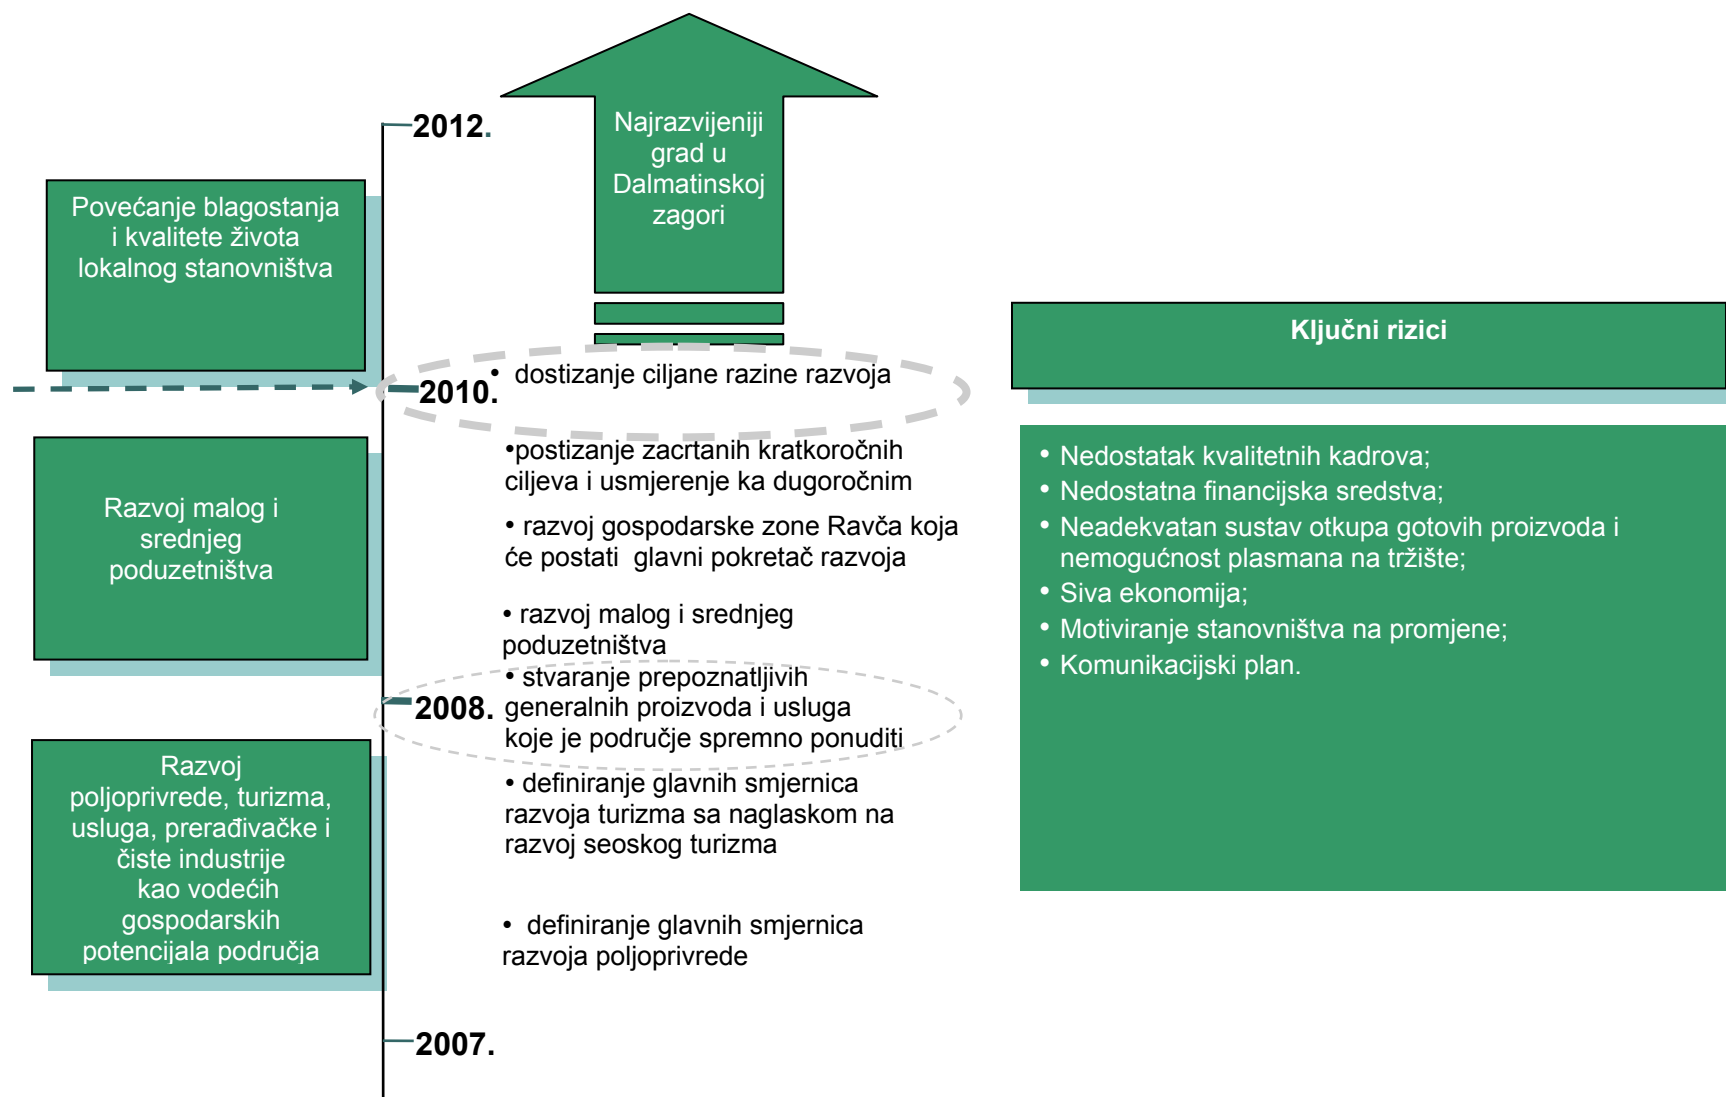 2012.
Najrazvijeniji
grad u
Dalmatinskoj
zagori
Povećanje blagostanja
i kvalitete života
lokalnog stanovništva
2010.
• dostizanje ciljane razine razvoja
•postizanje zacrtanih kratkoročnih
ciljeva i usmjerenje ka dugoročnim
• razvoj gospodarske zone Ravča koja
će postati glavni pokretač razvoja
Razvoj malog i
srednjeg
poduzetništva
• razvoj malog i srednjeg
poduzetništva
2008.
• stvaranje prepoznatljivih
generalnih proizvoda i usluga
koje je područje spremno ponuditi
Razvoj
poljoprivrede, turizma,
usluga, prerađivačke i
čiste industrije
kao vodećih
gospodarskih
potencijala područja
• definiranje glavnih smjernica
razvoja turizma sa naglaskom na
razvoj seoskog turizma
• definiranje glavnih smjernica
razvoja poljoprivrede
2007.
Ključni rizici
• Nedostatak kvalitetnih kadrova;
• Nedostatna financijska sredstva;
• Neadekvatan sustav otkupa gotovih proizvoda i
nemogućnost plasmana na tržište;
• Siva ekonomija;
• Motiviranje stanovništva na promjene;
• Komunikacijski plan.